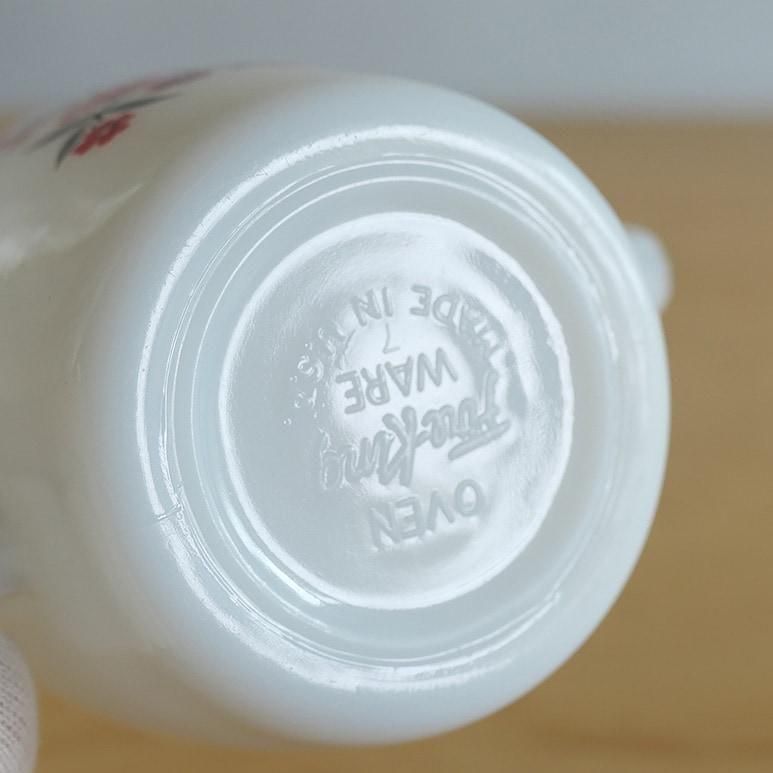 OVEN
Fire-King
WARE
7
MADE IN U.S.A.